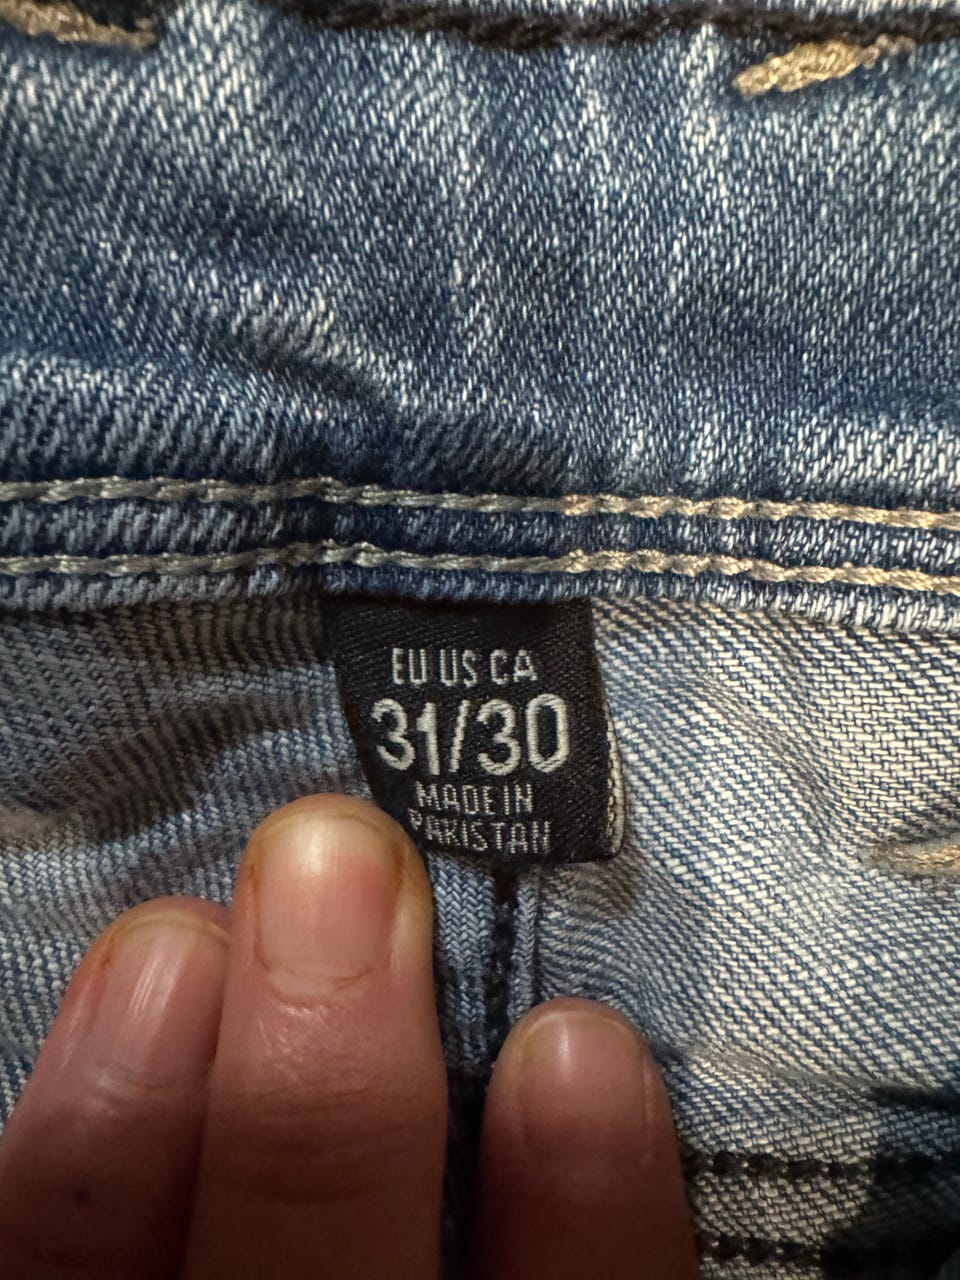 EU US CA
31/30
MADE IN
PAKISTAN